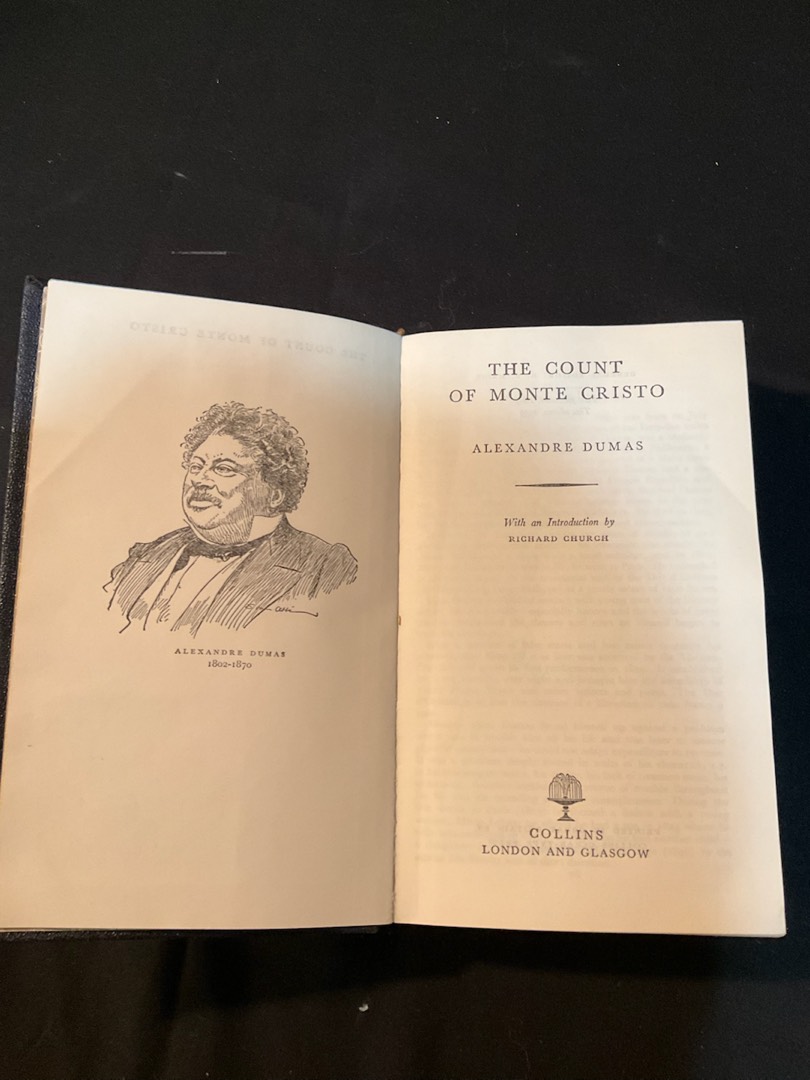 ALEXANDRE DUMAS
1802-1870
THE COUNT
OF MONTE CRISTO
ALEXANDRE DUMAS
With an Introduction by
RICHARD CHURCH
COLLINS
LONDON AND GLASGOW